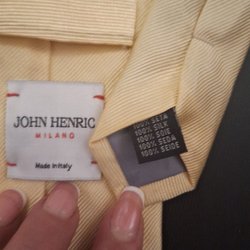 JOHN HENRIC
MILANO
Made in Italy
100% SETA
100% SILK
100% SOIE
100% SEDA
100% SEIDE